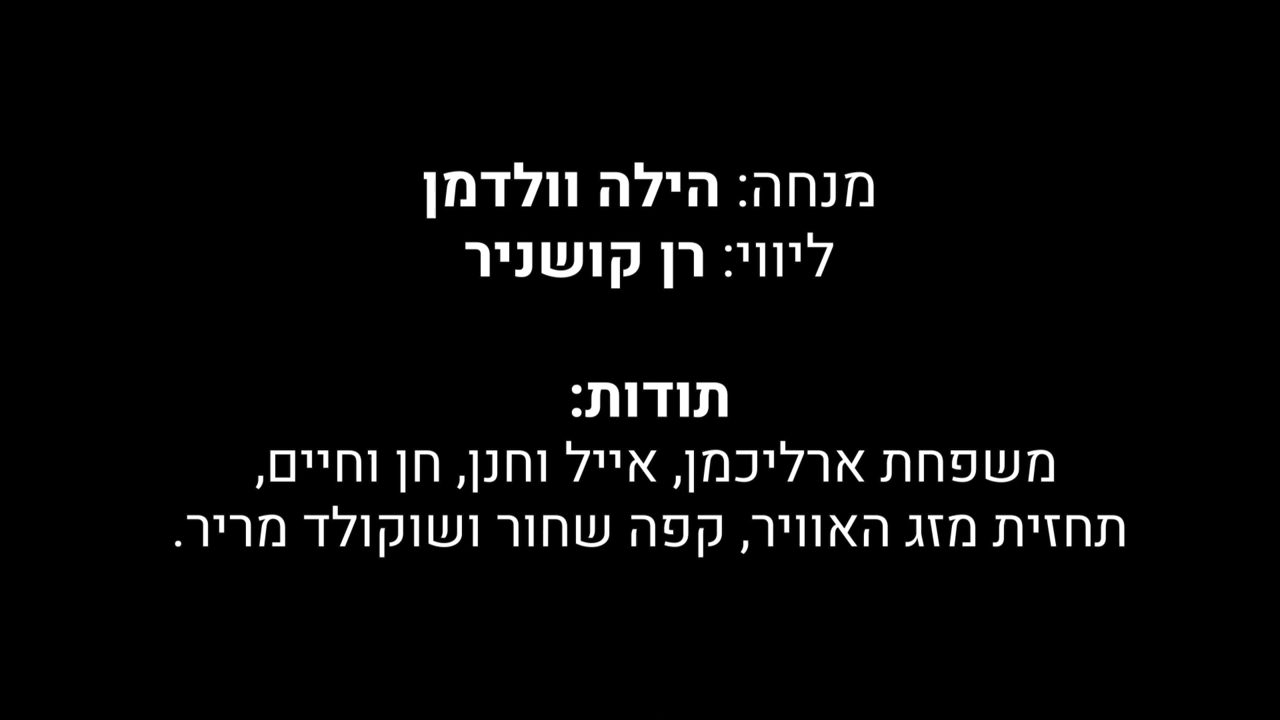 מנחה: הילה וולדמן
ליווי: רן קושניר
תודות:
משפחת ארליכמן, אייל וחנן, חן וחיים,
תחזית מזג האוויר, קפה שחור ושוקולד מריר.